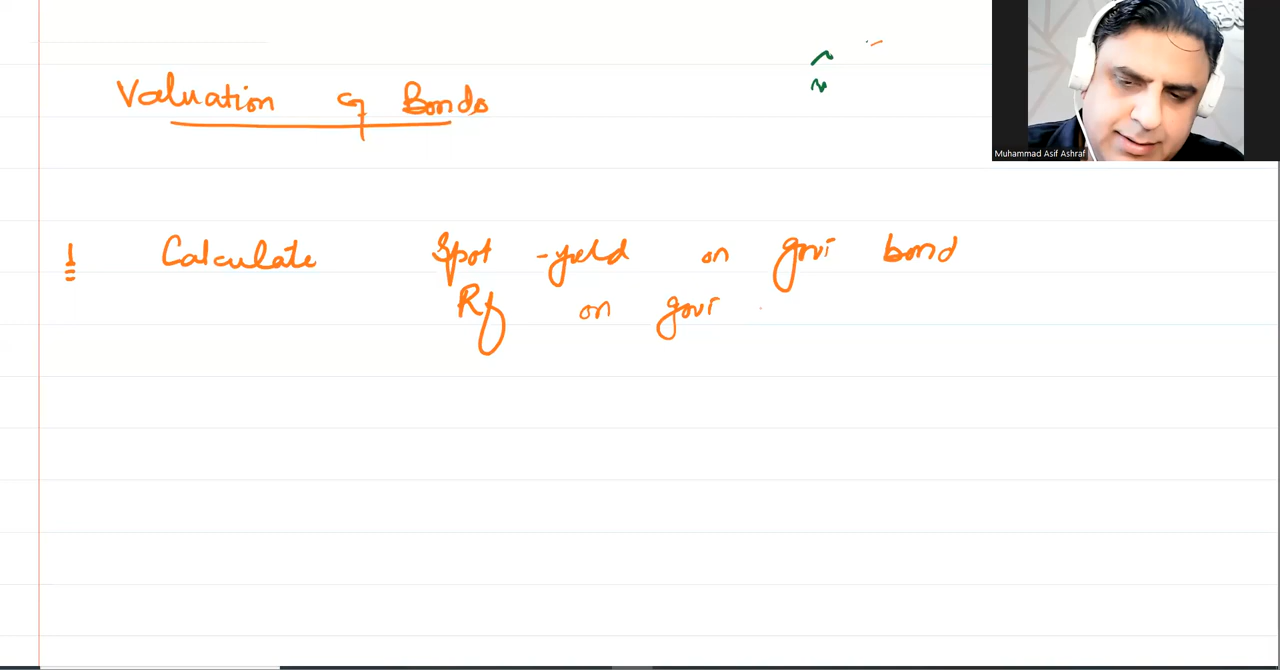 Valuation of Bonds
Muhammad Asif Ashraf
1 Calculate Spot-yield on govt bond
Rf on govt